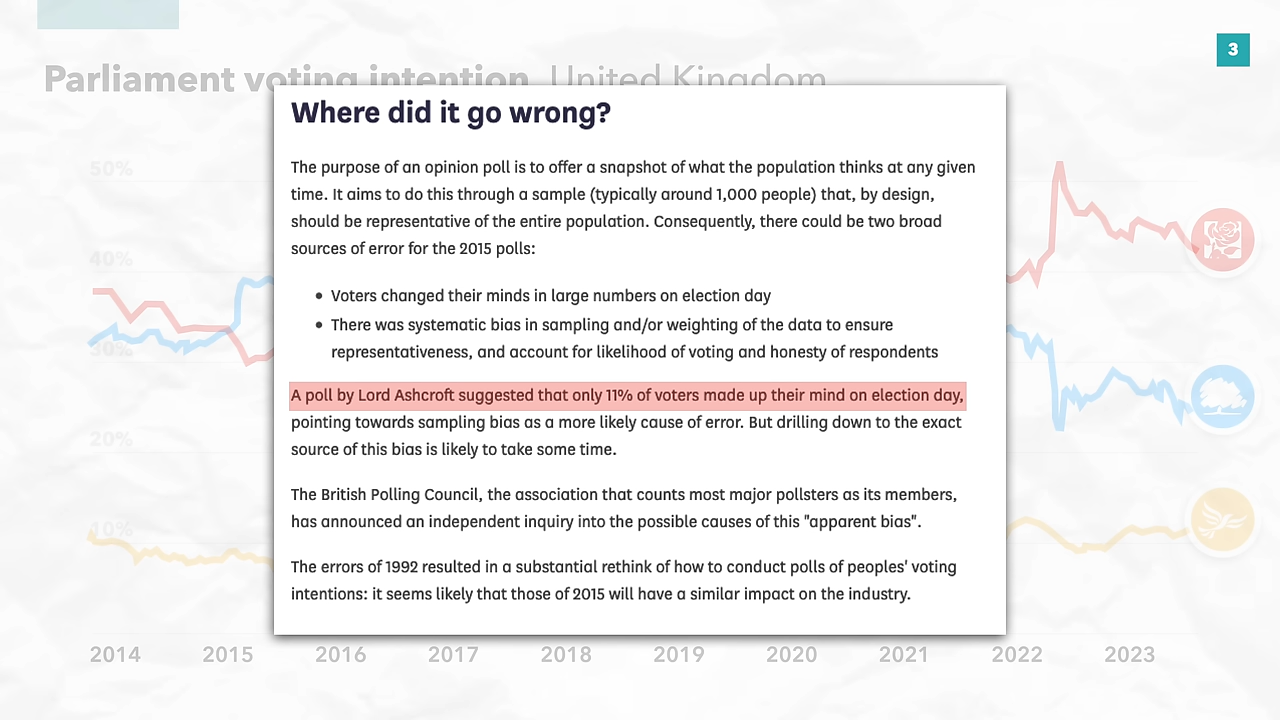 3
Parliament voting intention United Kingdom
Where did it go wrong?
50%
The purpose of an opinion poll is to offer a snapshot of what the population thinks at any given
time. It aims to do this through a sample (typically around 1,000 people) that, by design,
should be representative of the entire population. Consequently, there could be two broad
40%
sources of error for the 2015 polls:
• Voters changed their minds in large numbers on election day
• There was systematic bias in sampling and/or weighting of the data to ensure
30%
representativeness, and account for likelihood of voting and honesty of respondents
A poll by Lord Ashcroft suggested that only 11% of voters made up their mind on election day,
pointing towards sampling bias as a more likely cause of error. But drilling down to the exact
20%
source of this bias is likely to take some time.
The British Polling Council, the association that counts most major pollsters as its members,
has announced an independent inquiry into the possible causes of this "apparent bias".
10%
The errors of 1992 resulted in a substantial rethink of how to conduct polls of peoples' voting
intentions: it seems likely that those of 2015 will have a similar impact on the industry.
2014 2015 2016 2017 2018 2019 2020 2021 2022 2023